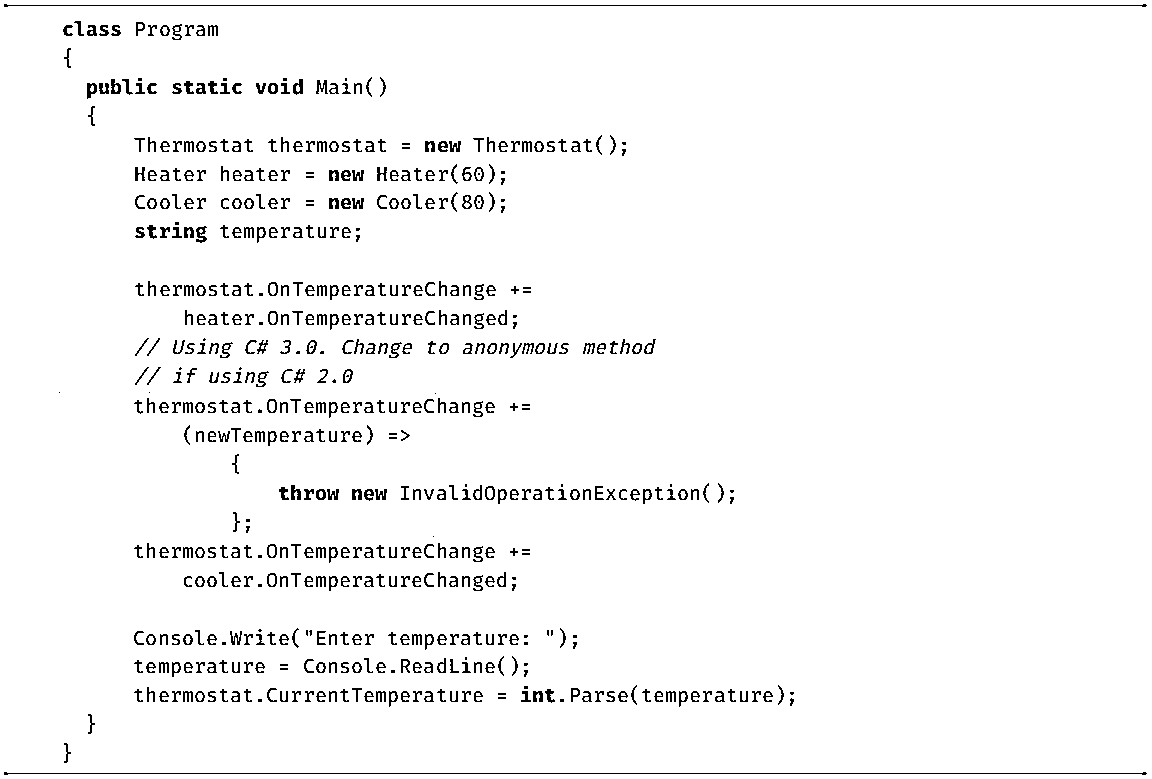 class Program
{
  public static void Main()
  {
      Thermostat thermostat = new Thermostat();
      Heater heater = new Heater(60);
      Cooler cooler = new Cooler(80);
      string temperature;

      thermostat.OnTemperatureChange +=
          heater.OnTemperatureChanged;
      // Using C# 3.0. Change to anonymous method
      // if using C# 2.0
      thermostat.OnTemperatureChange +=
          (newTemperature) =>
              {
                  throw new InvalidOperationException();
              };
      thermostat.OnTemperatureChange +=
          cooler.OnTemperatureChanged;

      Console.Write("Enter temperature: ");
      temperature = Console.ReadLine();
      thermostat.CurrentTemperature = int.Parse(temperature);
  }
}